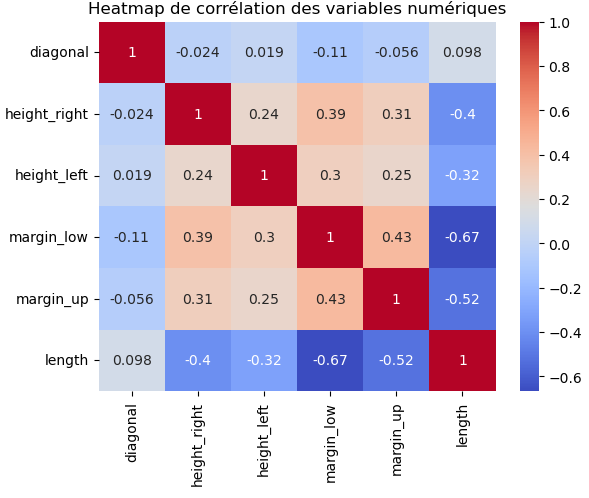 Heatmap de corrélation des variables numériques
diagonal 1 -0.024 0.019 -0.11 -0.056 0.098
height_right -0.024 1 0.24 0.39 0.31 -0.4
height_left 0.019 0.24 1 0.3 0.25 -0.32
margin_low -0.11 0.39 0.3 1 0.43 -0.67
margin_up -0.056 0.31 0.25 0.43 1 -0.52
length 0.098 -0.4 -0.32 -0.67 -0.52 1
diagonal
height_right
height_left
margin_low
margin_up
length
1.0
0.8
0.6
0.4
0.2
0.0
−0.2
−0.4
−0.6